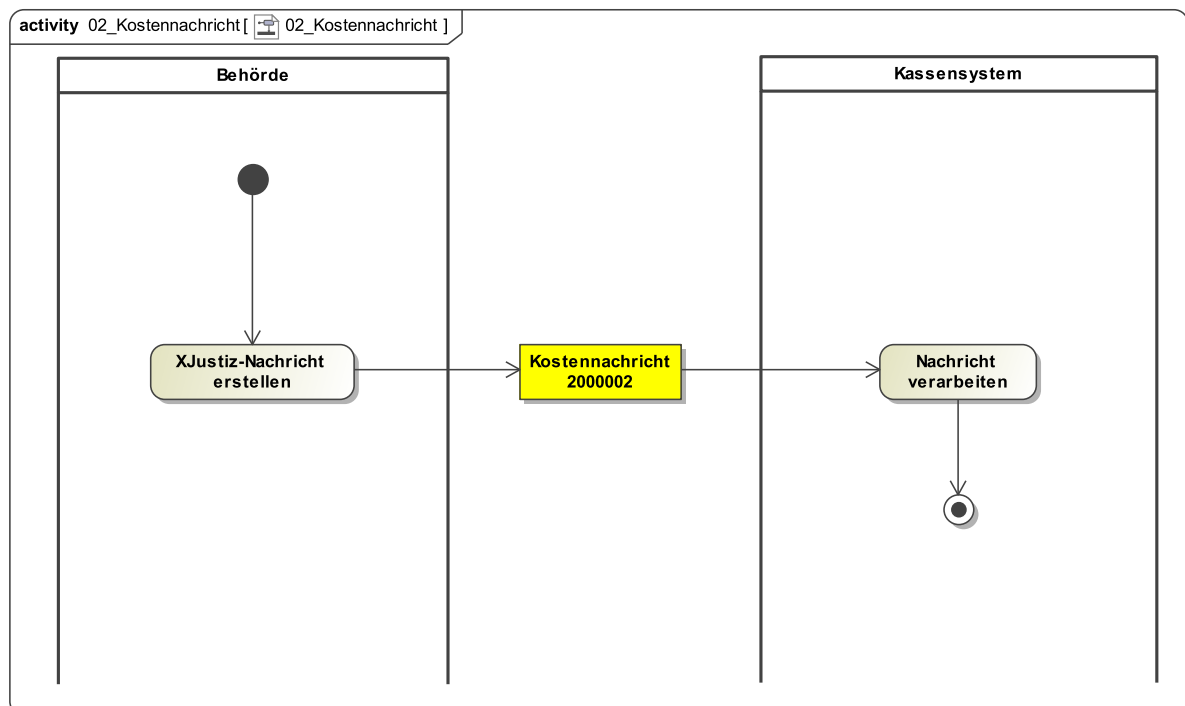 activity 02_Kostennachricht [ 02_Kostennachricht ]
Behörde
Kassensystem
XJustiz-Nachricht
erstellen
Kostennachricht
2000002
Nachricht
verarbeiten